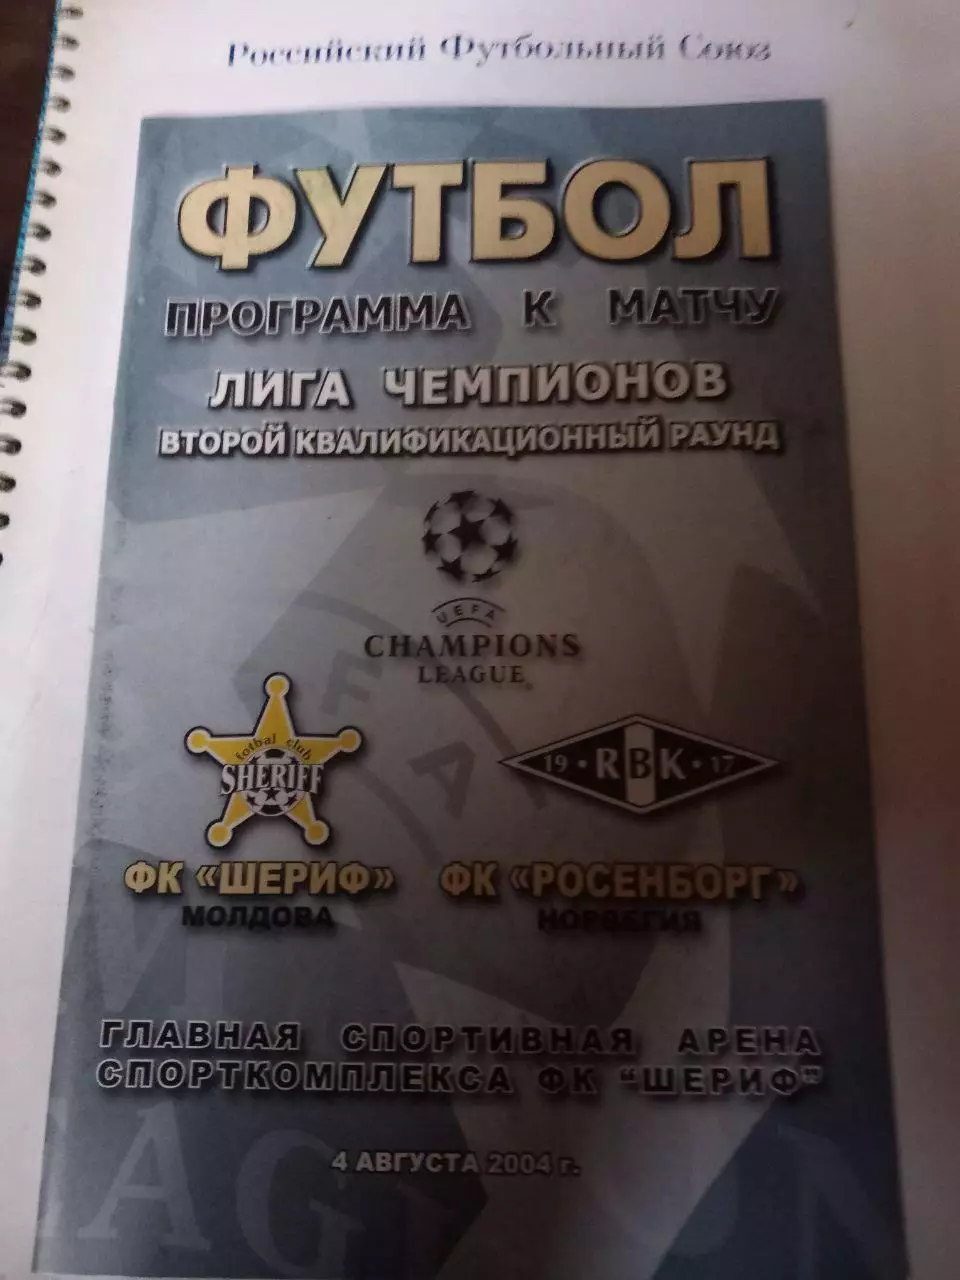 Российский Футбольный Союз
ФУТБОЛ
ПРОГРАММА К МАТЧУ
ЛИГА ЧЕМПИОНОВ
ВТОРОЙ КВАЛИФИКАЦИОННЫЙ РАУНД
UEFA
CHAMPIONS
LEAGUE
fotbal club
SHERIFF
19 · RBK · 17
ФК «ШЕРИФ» ФК «РОСЕНБОРГ»
МОЛДОВА НОРВЕГИЯ
ГЛАВНАЯ СПОРТИВНАЯ АРЕНА
СПОРТКОМПЛЕКСА ФК "ШЕРИФ"
4 АВГУСТА 2004 г.